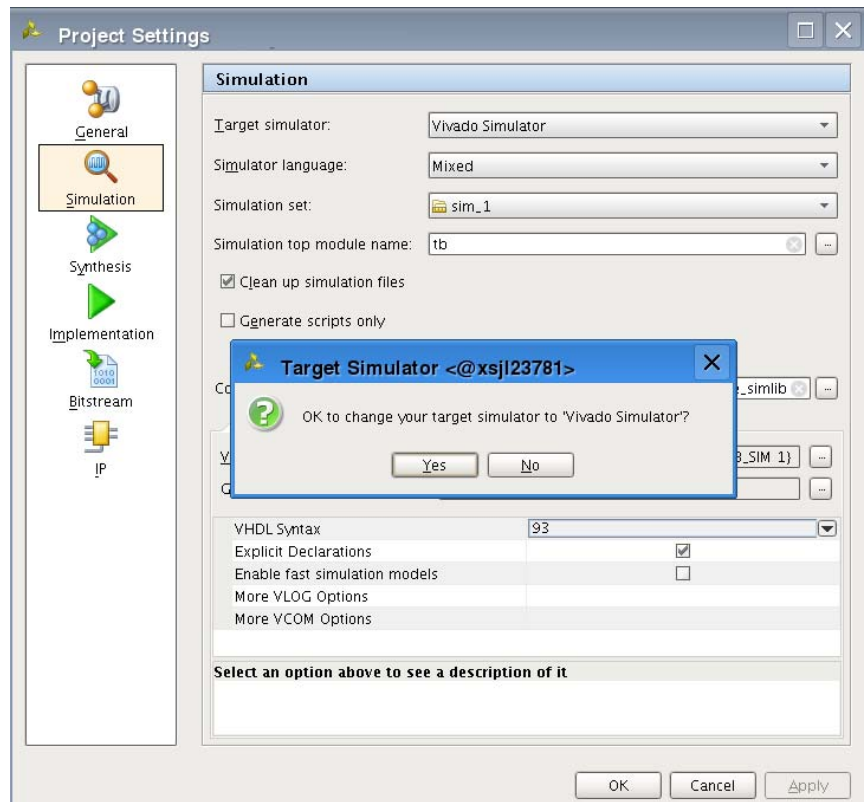 Project Settings
General
Simulation
Synthesis
Implementation
1010
0001
Bitstream
IP
Simulation
Target simulator: Vivado Simulator
Simulator language: Mixed
Simulation set: sim_1
Simulation top module name: tb
Clean up simulation files
Generate scripts only
Target Simulator <@xsjl23781>
OK to change your target simulator to 'Vivado Simulator'?
Yes No
VHDL Syntax 93
Explicit Declarations
Enable fast simulation models
More VLOG Options
More VCOM Options
Select an option above to see a description of it
OK Cancel Apply